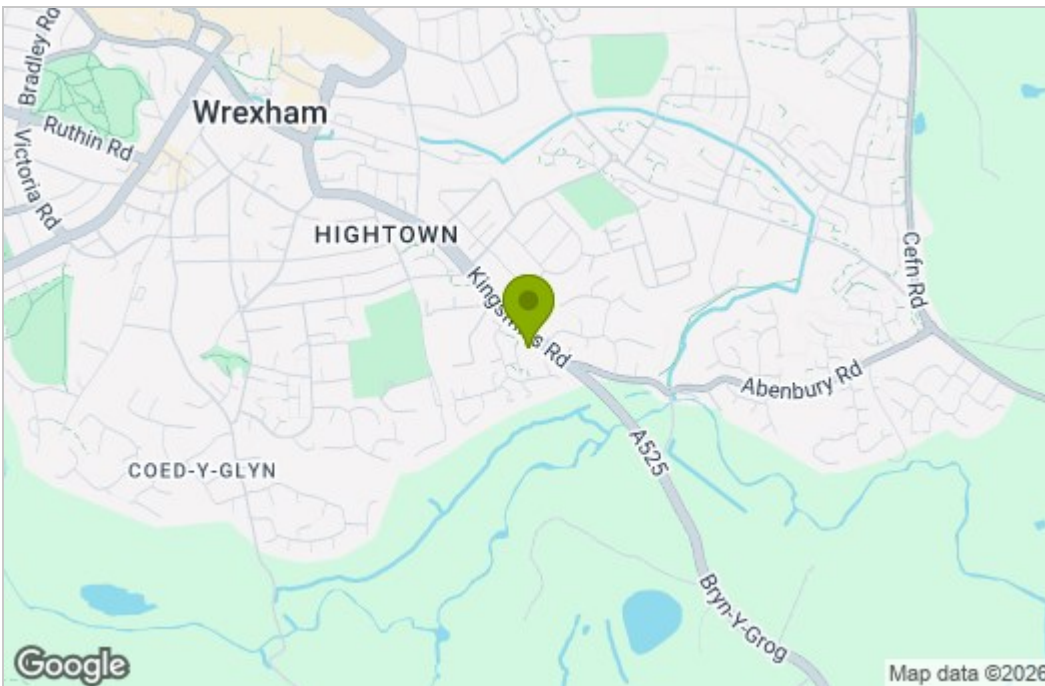 Bradley Rd
Ruthin Rd
Victoria Rd
Wrexham
HIGHTOWN
Kingsmills Rd
Cefn Rd
Abenbury Rd
A525
COED-Y-GLYN
Bryn-Y-Grog
Google
Map data ©2026